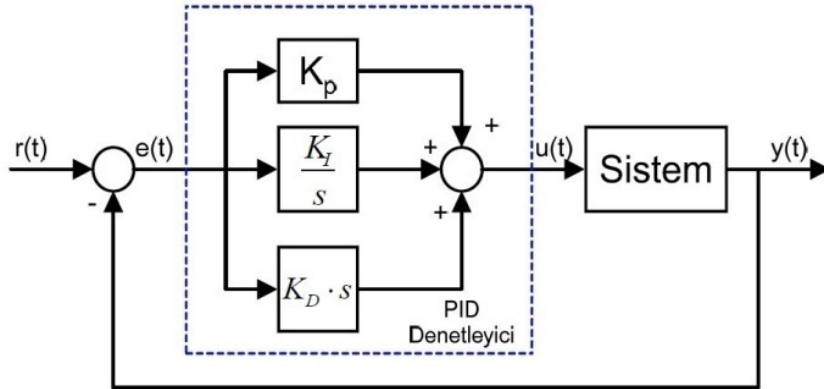 K_p
+
r(t)
e(t)
K_I
s
+
u(t)
Sistem
y(t)
-
+
K_D · s
PID
Denetleyici